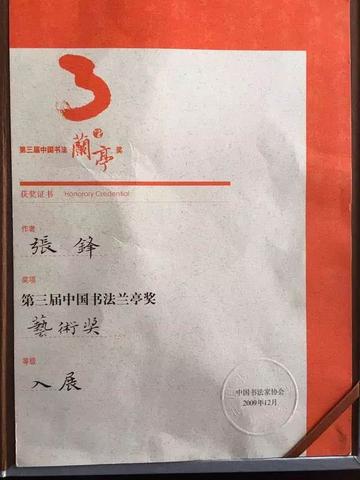 3
第三届中国书法蘭亭奖
获奖证书 Honorary Credential
作者
張鋒
奖项
第三届中国书法兰亭奖
藝術奖
等级
入展
中国书法家协会
2009年12月